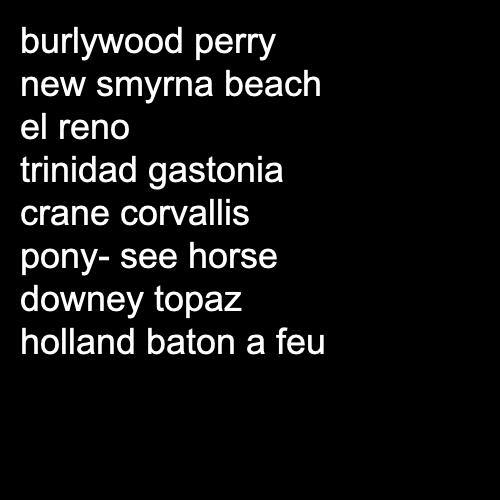 burlywood perry
new smyrna beach
el reno
trinidad gastonia
crane corvallis
pony- see horse
downey topaz
holland baton a feu